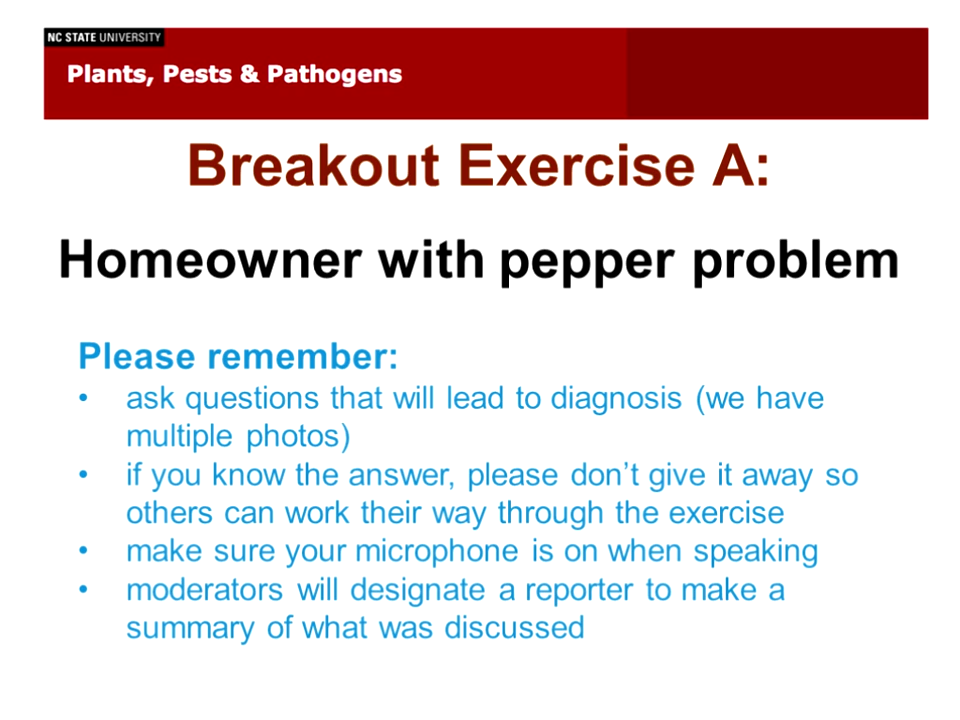 NC STATE UNIVERSITY
Plants, Pests & Pathogens
Breakout Exercise A:
Homeowner with pepper problem
Please remember:
• ask questions that will lead to diagnosis (we have
multiple photos)
• if you know the answer, please don’t give it away so
others can work their way through the exercise
• make sure your microphone is on when speaking
• moderators will designate a reporter to make a
summary of what was discussed